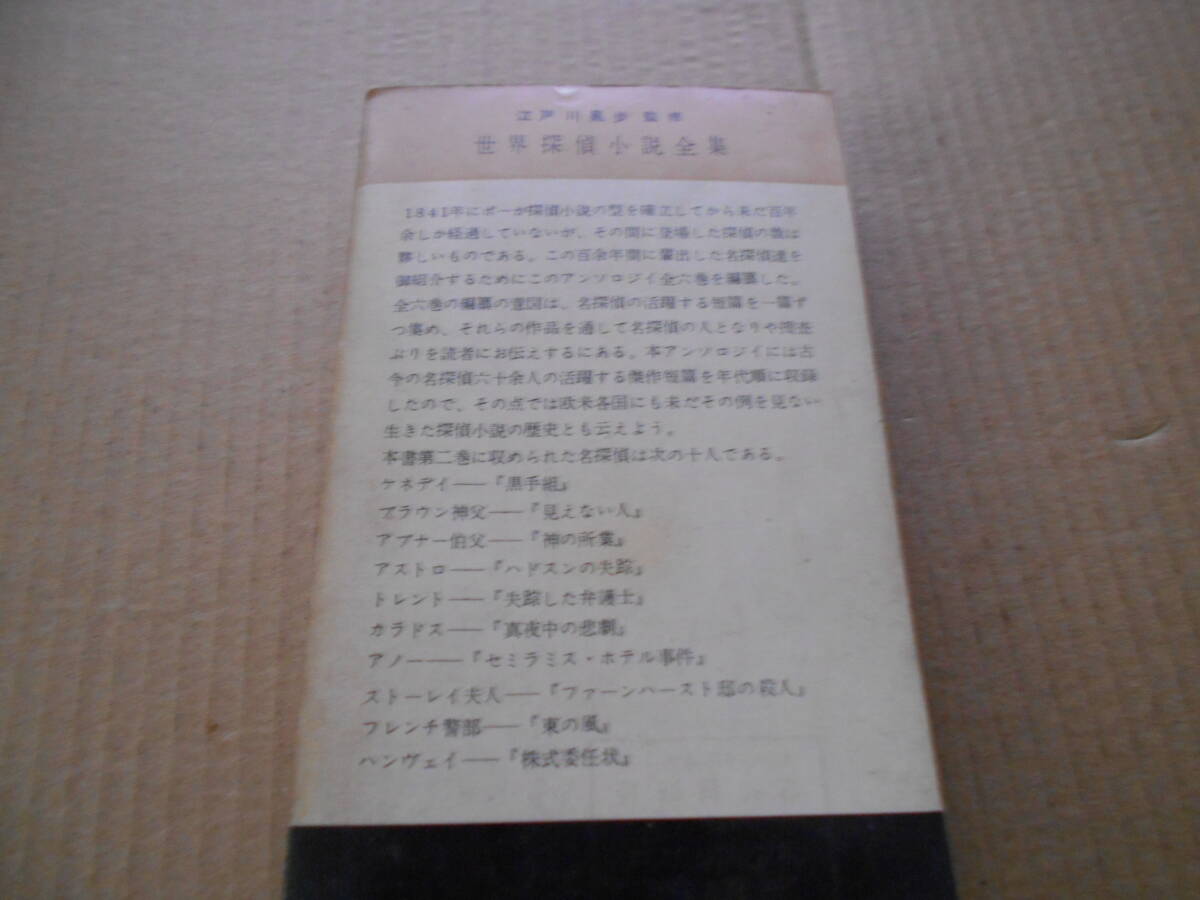 江戸川亂歩 監修
世界探偵小説全集
1841年にポーが探偵小説の型を確立してから未だ百年
余しか経過していないが、その間に登場した探偵の数は
夥しいものである。この百余年間に輩出した名探偵達を
御紹介するためにこのアンソロジイ全六巻を編纂した。
全六巻の編纂の意図は、名探偵の活躍する短篇を一篇ず
つ集め、それらの作品を通して名探偵の人となりや捜査
ぶりを読者にお伝えするにある。本アンソロジイには古
今の名探偵六十余人の活躍する傑作短篇を年代順に収録
したので、その点では欧米各国にも未だその例を見ない
生きた探偵小説の歴史とも云えよう。
本書第二巻に収められた名探偵は次の十人である。
ケネデイ――『黒手組』
ブラウン神父――『見えない人』
アブナー伯父――『神の所業』
アストロ――『ハドスンの失踪』
トレント――『失踪した弁護士』
カラドス――『真夜中の悲劇』
アノー――『セミラミス・ホテル事件』
ストーレイ夫人――『ファーンハースト邸の殺人』
フレンチ警部――『東の風』
ハンヴェイ――『株式委任状』